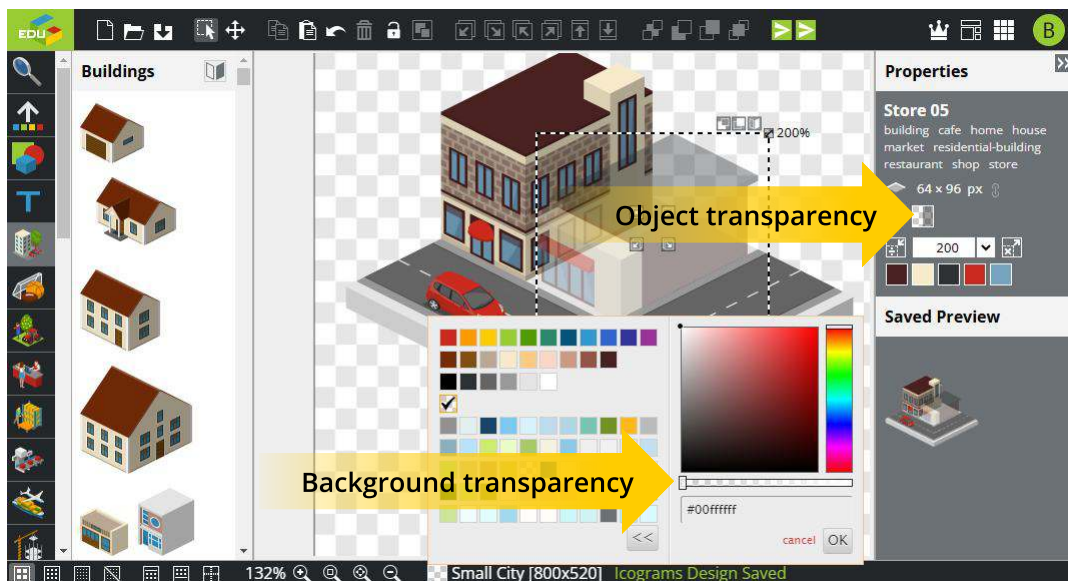 EDU
B
Buildings
200%
Properties
Store 05
building cafe home house
market residential-building
restaurant shop store
64 × 96 px
Object transparency
200
Saved Preview
Background transparency
#00ffffff
<<
cancel OK
132%
Small City [800x520] Icograms Design Saved